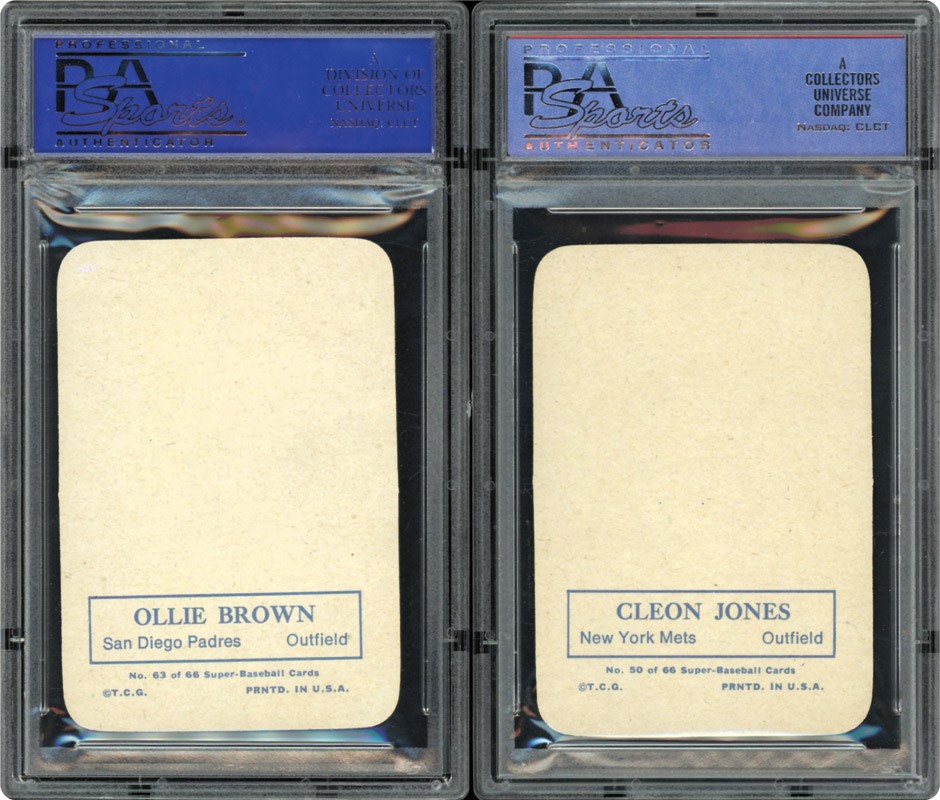 PROFESSIONAL
PSA
Sports
AUTHENTICATOR
A
DIVISION OF
COLLECTORS
UNIVERSE
NASDAQ: CLCT
OLLIE BROWN
San Diego Padres Outfield
No. 63 of 66 Super-Baseball Cards
©T.C.G. PRNTD. IN U.S.A.
PROFESSIONAL
PSA
Sports
AUTHENTICATOR
A
COLLECTORS
UNIVERSE
COMPANY
NASDAQ: CLCT
CLEON JONES
New York Mets Outfield
No. 50 of 66 Super-Baseball Cards
©T.C.G. PRNTD. IN U.S.A.